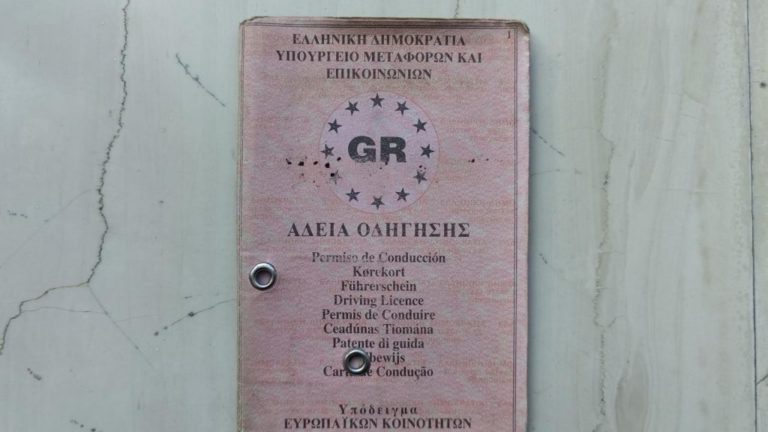 1
ΕΛΛΗΝΙΚΗ ΔΗΜΟΚΡΑΤΙΑ
ΥΠΟΥΡΓΕΙΟ ΜΕΤΑΦΟΡΩΝ ΚΑΙ
ΕΠΙΚΟΙΝΩΝΙΩΝ
GR
ΑΔΕΙΑ ΟΔΗΓΗΣΗΣ
Permiso de Conducción
Kørekort
Führerschein
Driving Licence
Permis de Conduire
Ceadúnas Tiomána
Patente di guida
de Condução
Υπόδειγμα
ΕΥΡΩΠΑΪΚΩΝ ΚΟΙΝΟΤΗΤΩΝ